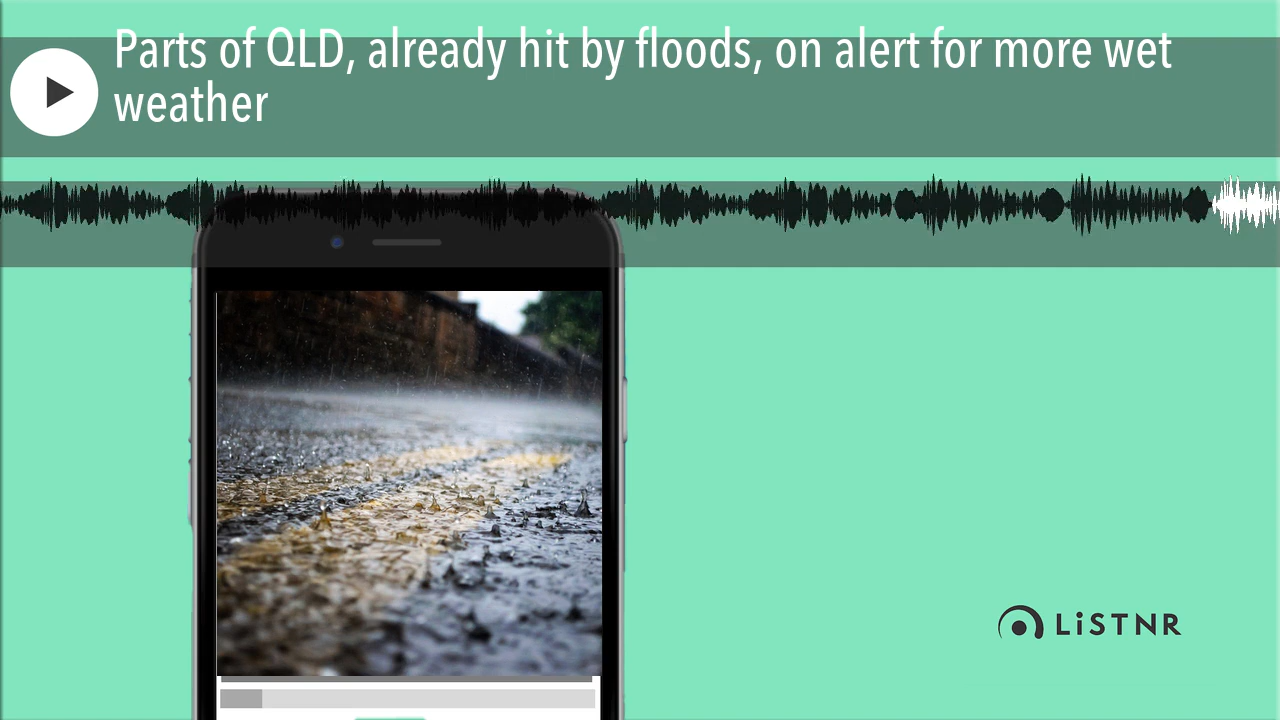 Parts of QLD, already hit by floods, on alert for more wet
weather
LiSTNR